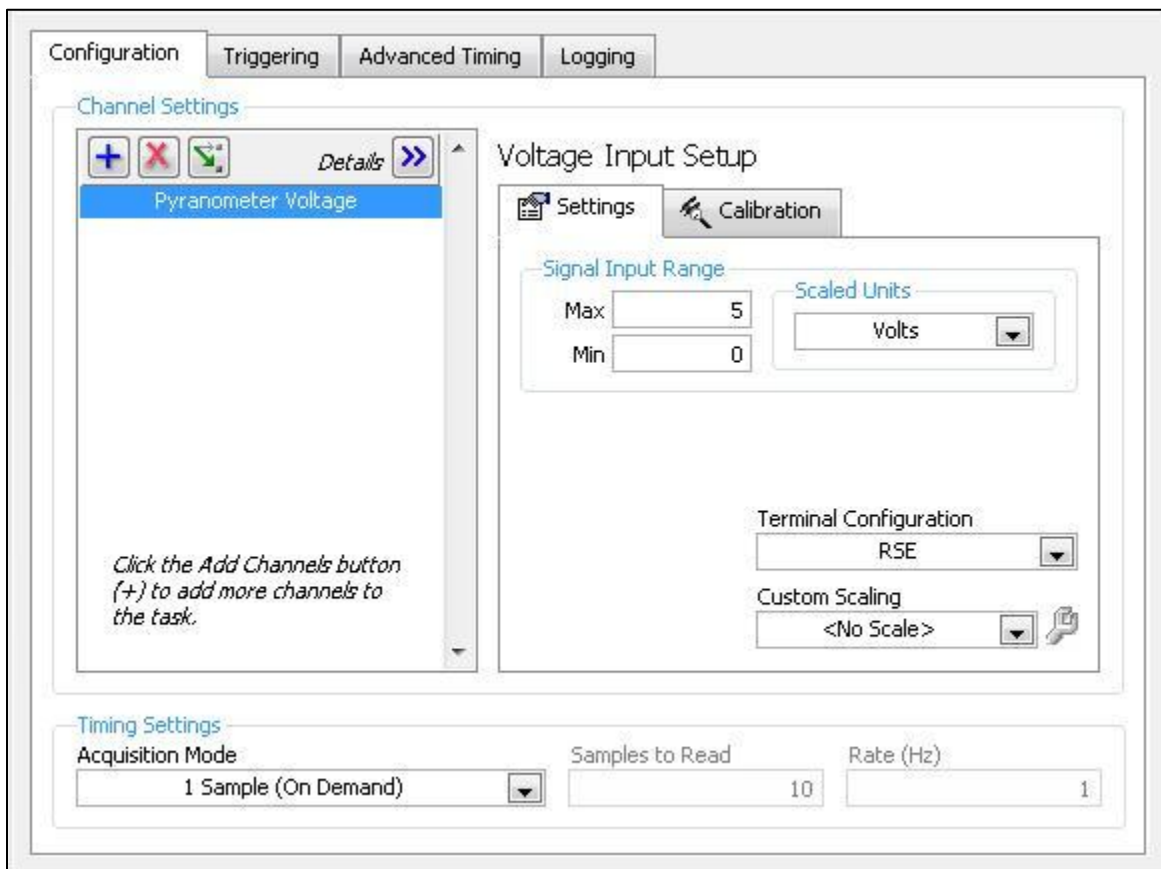 Configuration
Triggering
Advanced Timing
Logging
Channel Settings
Details
Pyranometer Voltage
Click the Add Channels button
(+) to add more channels to
the task.
Voltage Input Setup
Settings
Calibration
Signal Input Range
Max 5
Min 0
Scaled Units
Volts
Terminal Configuration
RSE
Custom Scaling
<No Scale>
Timing Settings
Acquisition Mode
1 Sample (On Demand)
Samples to Read
10
Rate (Hz)
1